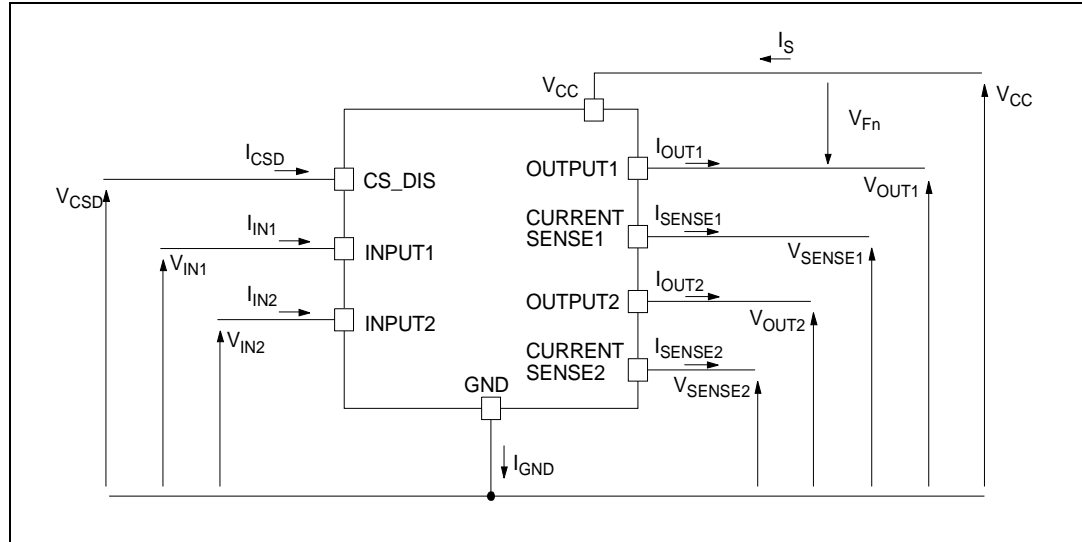 I_S
V_CC
V_CC
V_Fn
I_CSD
CS_DIS
V_CSD
I_IN1
INPUT1
V_IN1
I_IN2
INPUT2
V_IN2
OUTPUT1
I_OUT1
V_OUT1
CURRENT
SENSE1
I_SENSE1
V_SENSE1
OUTPUT2
I_OUT2
V_OUT2
CURRENT
SENSE2
I_SENSE2
V_SENSE2
GND
I_GND